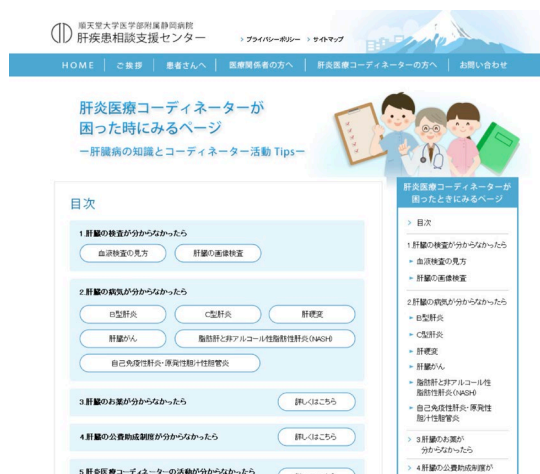 順天堂大学医学部附属静岡病院
肝疾患相談支援センター
> プライバシーポリシー > サイトマップ
HOME ご挨拶 患者さんへ 医療関係者の方へ 肝炎医療コーディネーターの方へ お問い合わせ
肝炎医療コーディネーターが
困った時にみるページ
ー肝臓病の知識とコーディネーター活動 Tipsー
目次
1.肝臓の検査が分からなかったら
血液検査の見方 肝臓の画像検査
2.肝臓の病気が分からなかったら
B型肝炎 C型肝炎 肝硬変
肝臓がん 脂肪肝と非アルコール性脂肪性肝炎(NASH)
自己免疫性肝炎・原発性胆汁性胆管炎
3.肝臓のお薬が分からなかったら 詳しくはこちら
4.肝臓の公費助成制度が分からなかったら 詳しくはこちら
5.肝炎医療コーディネーターの活動が分からなかったら
肝炎医療コーディネーターが
困ったときにみるページ
> 目次
1.肝臓の検査が分からなかったら
血液検査の見方
肝臓の画像検査
2.肝臓の病気が分からなかったら
B型肝炎
C型肝炎
肝硬変
肝臓がん
脂肪肝と非アルコール性
脂肪性肝炎(NASH)
自己免疫性肝炎・原発性
胆汁性胆管炎
> 3.肝臓のお薬が
分からなかったら
> 4.肝臓の公費助成制度が